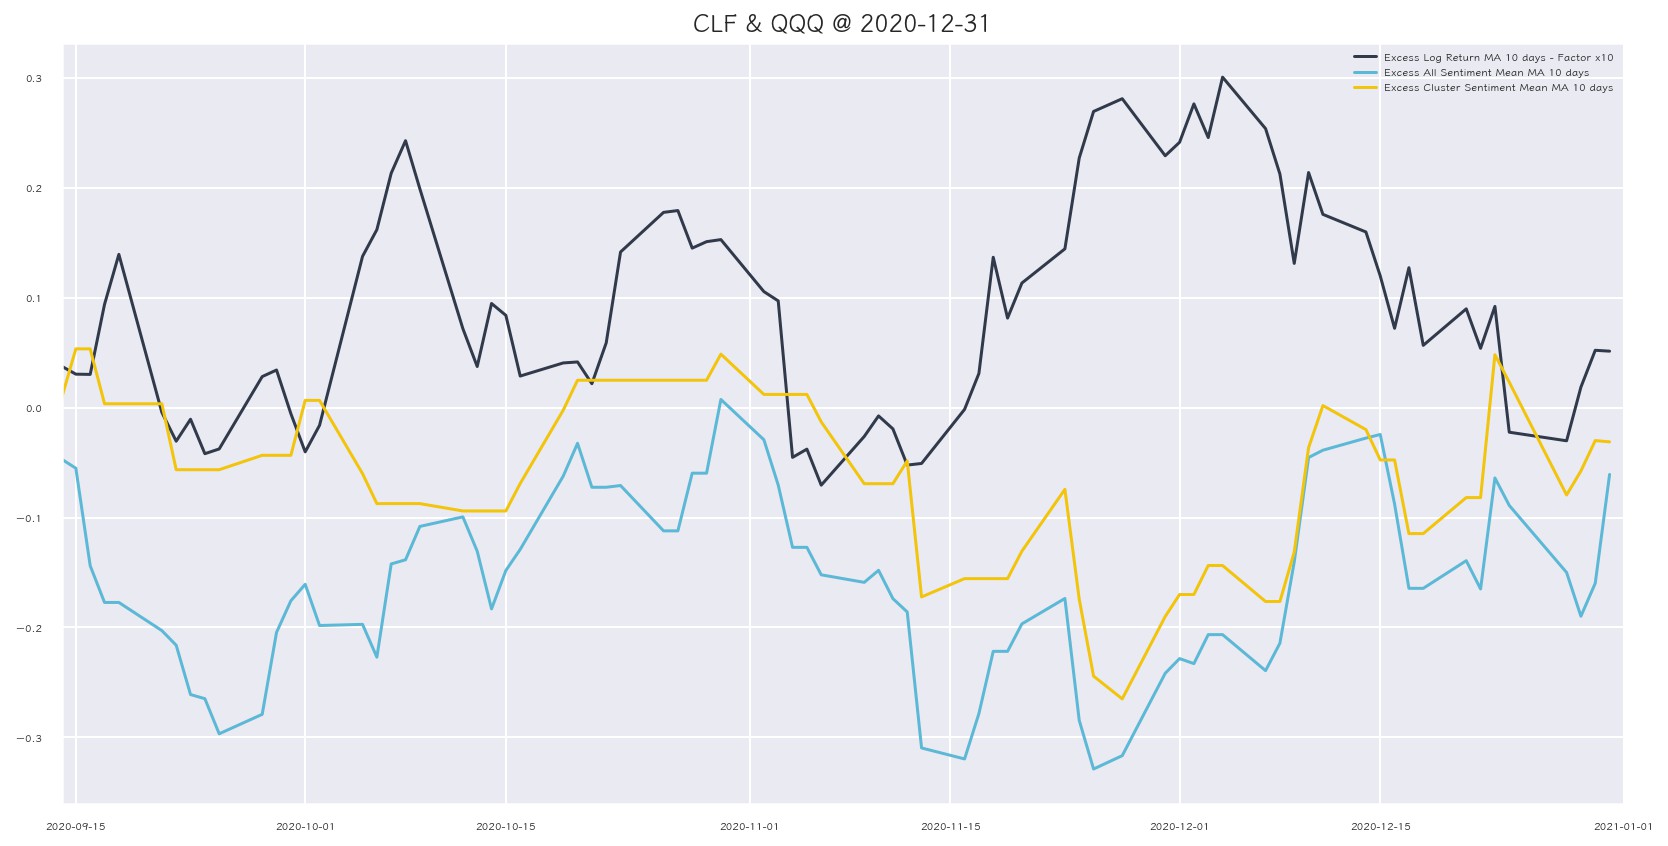 CLF & QQQ @ 2020-12-31
Excess Log Return MA 10 days - Factor x10
Excess All Sentiment Mean MA 10 days
Excess Cluster Sentiment Mean MA 10 days
0.3
0.2
0.1
0.0
−0.1
−0.2
−0.3
2020-09-15 2020-10-01 2020-10-15 2020-11-01 2020-11-15 2020-12-01 2020-12-15 2021-01-01